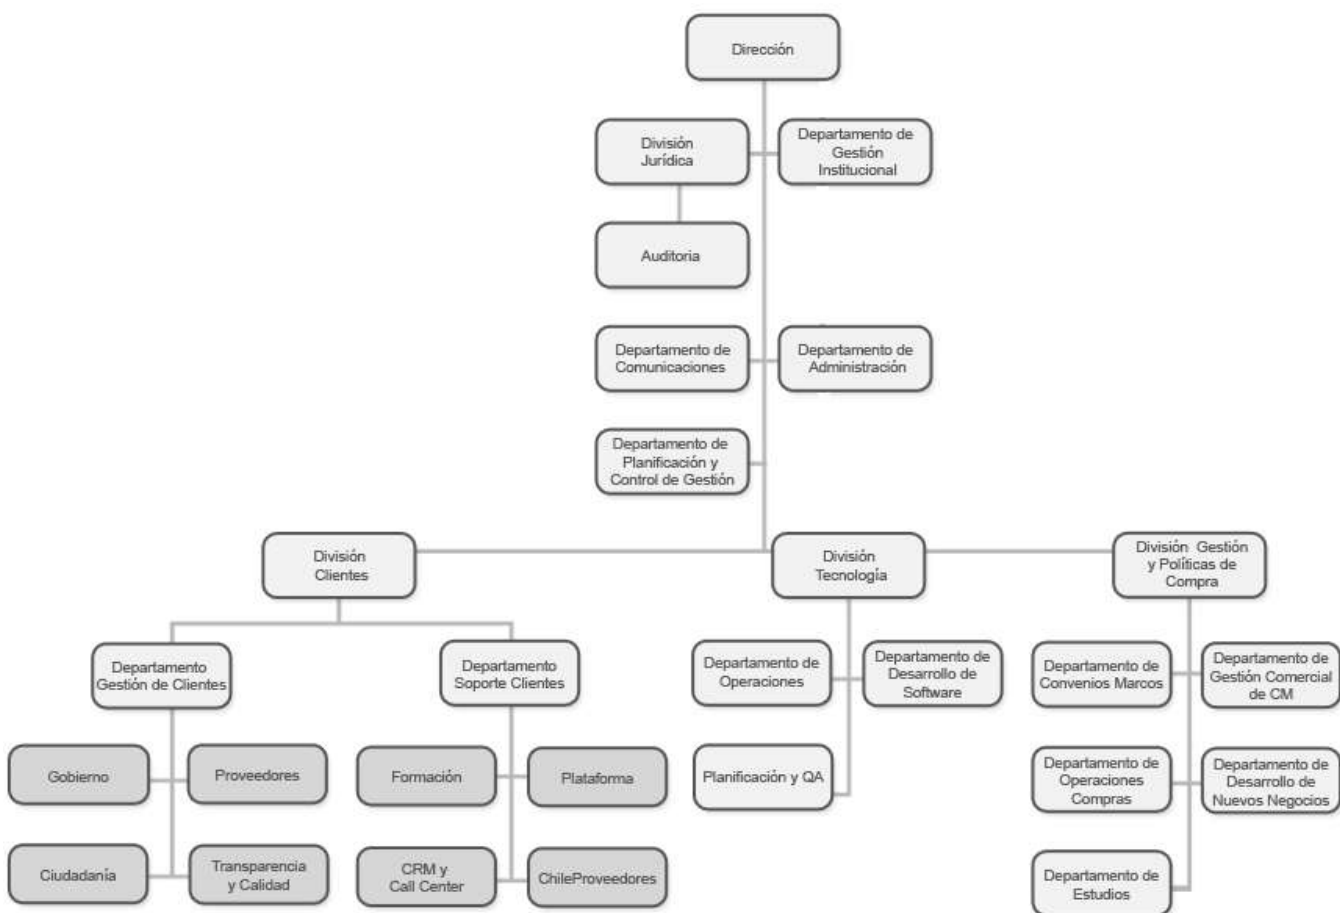 Dirección
División
Jurídica
Departamento de
Gestión
Institucional
Auditoria
Departamento de
Comunicaciones
Departamento de
Administración
Departamento de
Planificación y
Control de Gestión
División
Clientes
División
Tecnología
División Gestión
y Políticas de
Compra
Departamento
Gestión de Clientes
Departamento
Soporte Clientes
Departamento de
Operaciones
Departamento de
Desarrollo de
Software
Departamento de
Convenios Marcos
Departamento de
Gestión Comercial
de CM
Gobierno
Proveedores
Formación
Plataforma
Planificación y QA
Departamento de
Operaciones
Compras
Departamento de
Desarrollo de
Nuevos Negocios
Ciudadanía
Transparencia
y Calidad
CRM y
Call Center
ChileProveedores
Departamento de
Estudios